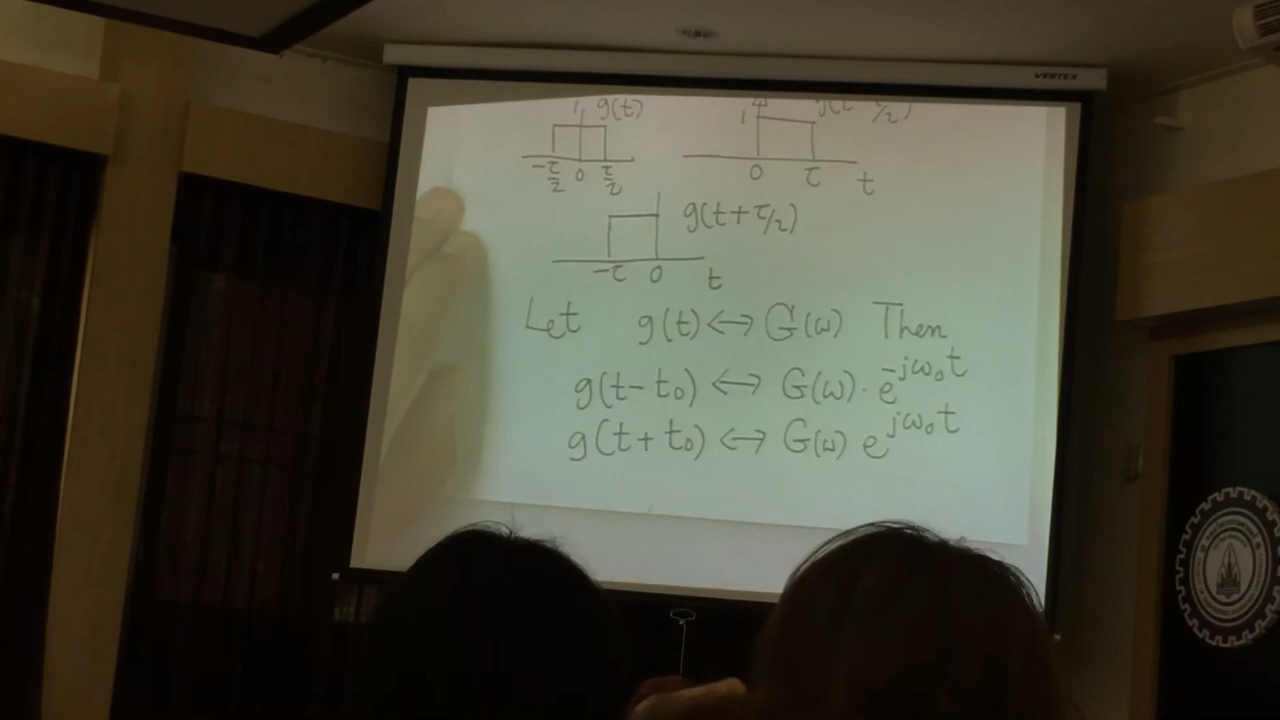 VERTEX
1 g(t)
1
-τ/2 0 τ/2
0 τ t
g(t+τ/2)
-τ 0 t
Let g(t) ↔ G(ω) Then
g(t-t₀) ↔ G(ω)·e^{-jω₀t}
g(t+t₀) ↔ G(ω) e^{jω₀t}